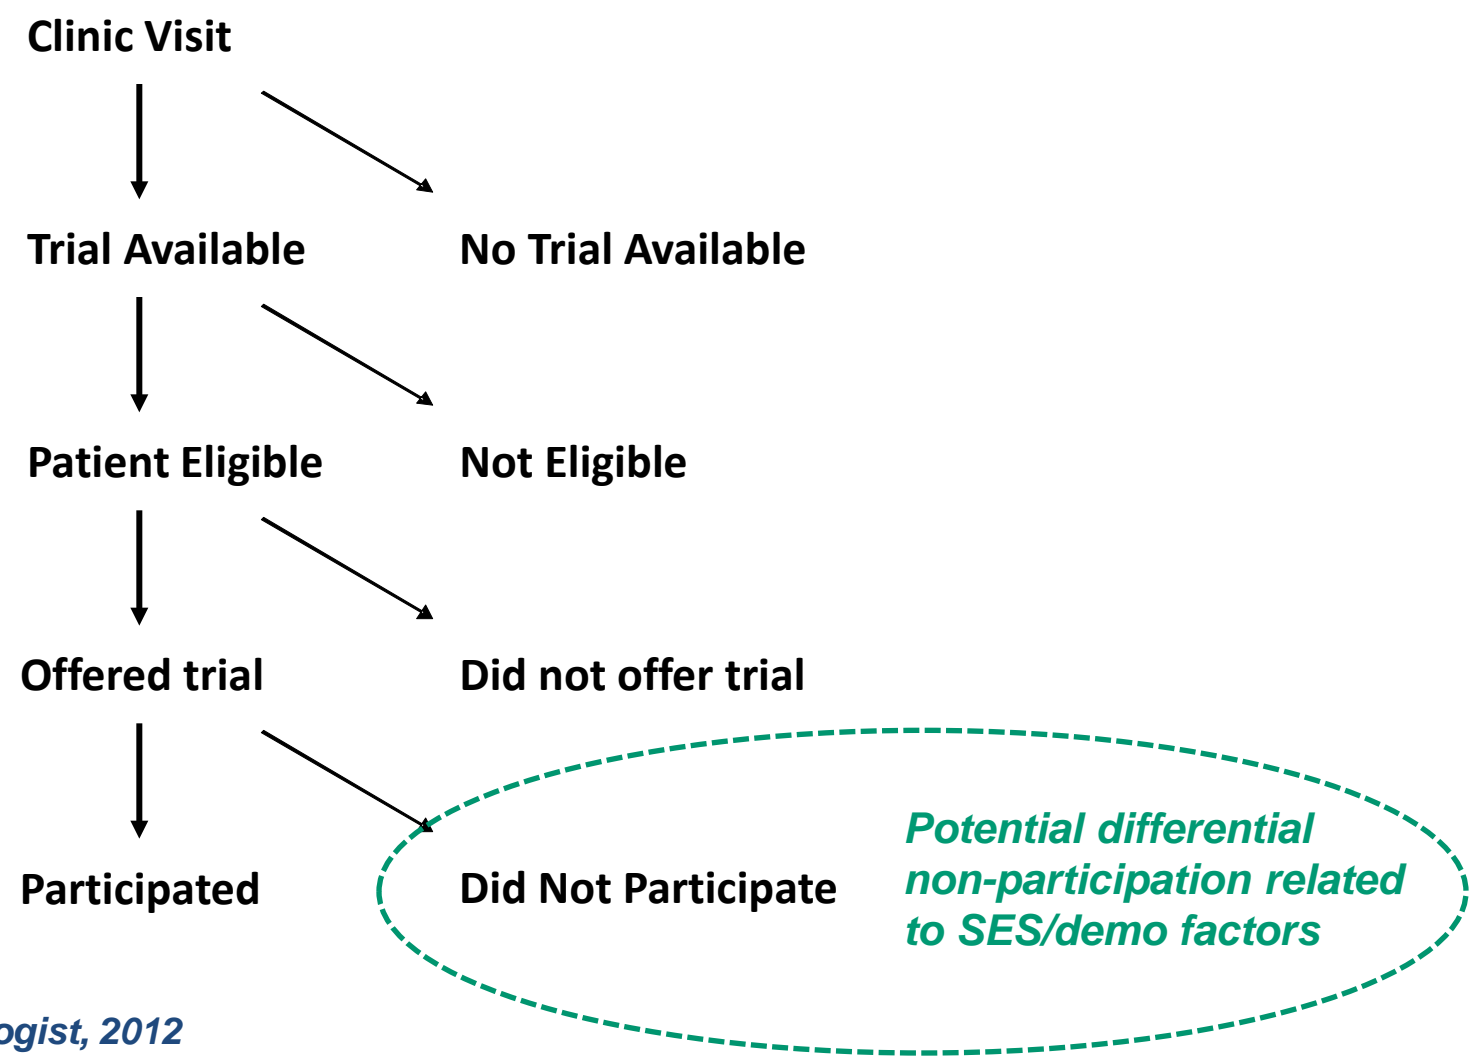 Clinic Visit
Trial Available
No Trial Available
Patient Eligible
Not Eligible
Offered trial
Did not offer trial
Participated
Did Not Participate
Potential differential
non-participation related
to SES/demo factors
ogist, 2012